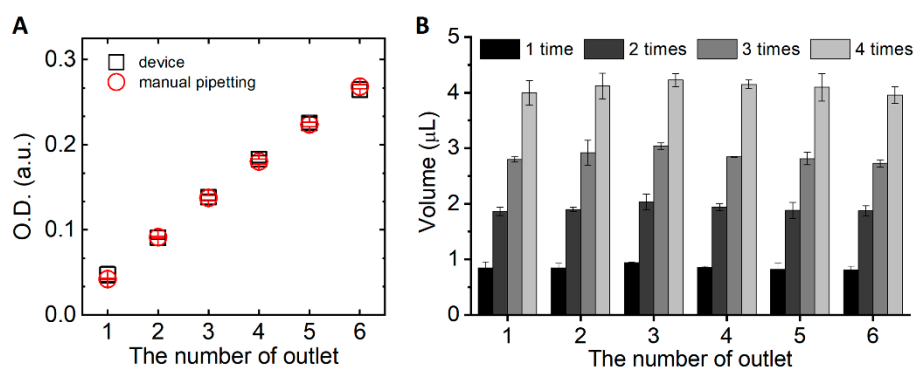 A
0.3
0.2
0.1
0.0
O.D. (a.u.)
device
manual pipetting
1 2 3 4 5 6
The number of outlet
B
5
4
3
2
1
0
Volume (μL)
1 time 2 times 3 times 4 times
1 2 3 4 5 6
The number of outlet